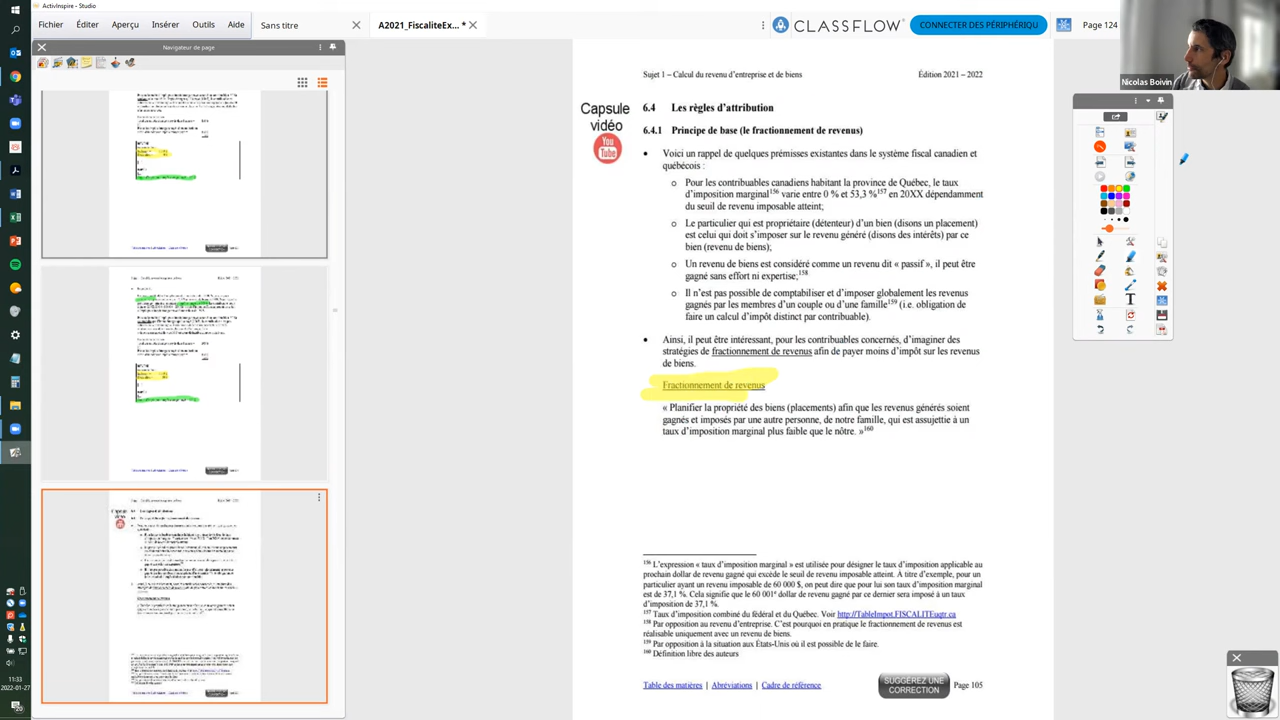 ActivInspire - Studio
Fichier Éditer Aperçu Insérer Outils Aide
Sans titre
A2021_FiscaliteEx... *
CLASSFLOW
CONNECTER DES PÉRIPHÉRIQU
Page 124
Navigateur de page
Nicolas Boivin
Sujet 1 – Calcul du revenu d'entreprise et de biens
Édition 2021 – 2022
Capsule
vidéo
You
Tube
6.4 Les règles d'attribution
6.4.1 Principe de base (le fractionnement de revenus)
• Voici un rappel de quelques prémisses existantes dans le système fiscal canadien et
québécois :
o Pour les contribuables canadiens habitant la province de Québec, le taux
d'imposition marginal156 varie entre 0 % et 53,3 %157 en 20XX dépendamment
du seuil de revenu imposable atteint;
o Le particulier qui est propriétaire (détenteur) d'un bien (disons un placement)
est celui qui doit s'imposer sur le revenu généré (disons des intérêts) par ce
bien (revenu de biens);
o Un revenu de biens est considéré comme un revenu dit « passif », il peut être
gagné sans effort ni expertise;158
o Il n'est pas possible de comptabiliser et d'imposer globalement les revenus
gagnés par les membres d'un couple ou d'une famille159 (i.e. obligation de
faire un calcul d'impôt distinct par contribuable).
• Ainsi, il peut être intéressant, pour les contribuables concernés, d'imaginer des
stratégies de fractionnement de revenus afin de payer moins d'impôt sur les revenus
de biens.
Fractionnement de revenus
« Planifier la propriété des biens (placements) afin que les revenus générés soient
gagnés et imposés par une autre personne, de notre famille, qui est assujettie à un
taux d'imposition marginal plus faible que le nôtre. »160
156 L'expression « taux d'imposition marginal » est utilisée pour désigner le taux d'imposition applicable au
prochain dollar de revenu gagné qui excède le seuil de revenu imposable atteint. À titre d'exemple, pour un
particulier ayant un revenu imposable de 60 000 $, on peut dire que pour lui son taux d'imposition marginal
est de 37,1 %. Cela signifie que le 60 001e dollar de revenu gagné par ce dernier sera imposé à un taux
d'imposition de 37,1 %.
157 Taux d'imposition combiné du fédéral et du Québec. Voir http://TableImpot.FISCALITEuqtr.ca
158 Par opposition au revenu d'entreprise. C'est pourquoi en pratique le fractionnement de revenus est
réalisable uniquement avec un revenu de biens.
159 Par opposition à la situation aux États-Unis où il est possible de le faire.
160 Définition libre des auteurs
Table des matières | Abréviations | Cadre de référence
SUGGÉREZ UNE
CORRECTION
Page 105